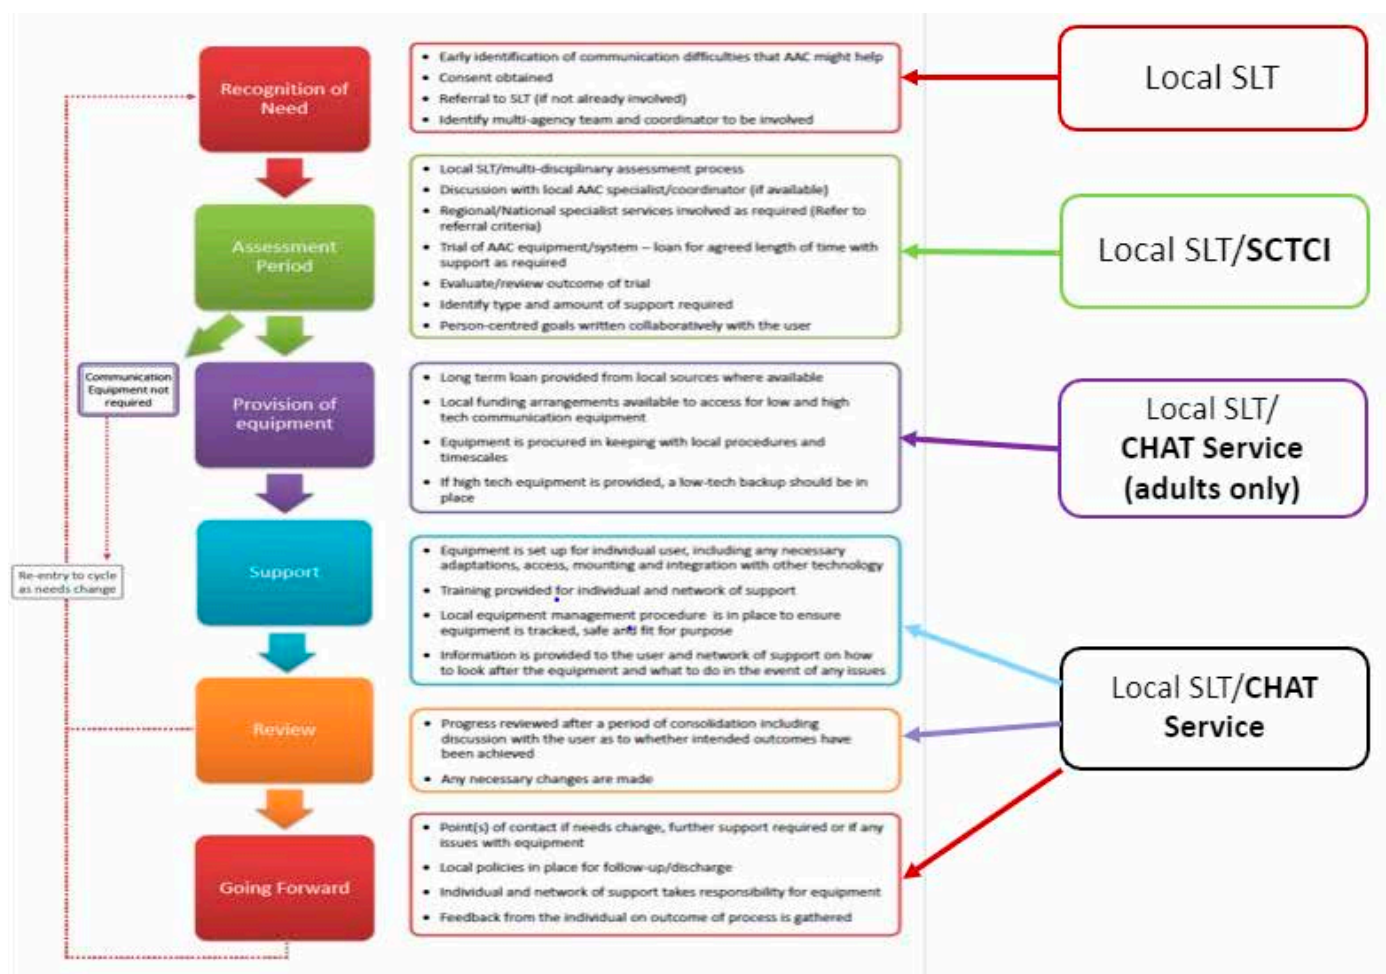 Recognition of
Need
• Early identification of communication difficulties that AAC might help
• Consent obtained
• Referral to SLT (if not already involved)
• Identify multi-agency team and coordinator to be involved
Local SLT
Assessment
Period
• Local SLT/multi-disciplinary assessment process
• Discussion with local AAC specialist/coordinator (if available)
• Regional/National specialist services involved as required (Refer to
referral criteria)
• Trial of AAC equipment/system – loan for agreed length of time with
support as required
• Evaluate/review outcome of trial
• Identify type and amount of support required
• Person-centred goals written collaboratively with the user
Local SLT/SCTCI
Communication
Equipment not
required
Provision of
equipment
• Long term loan provided from local sources where available
• Local funding arrangements available to access for low and high
tech communication equipment
• Equipment is procured in keeping with local procedures and
timescales
• If high tech equipment is provided, a low-tech backup should be in
place
Local SLT/
CHAT Service
(adults only)
Re-entry to cycle
as needs change
Support
• Equipment is set up for individual user, including any necessary
adaptations, access, mounting and integration with other technology
• Training provided for individual and network of support
• Local equipment management procedure is in place to ensure
equipment is tracked, safe and fit for purpose
• Information is provided to the user and network of support on how
to look after the equipment and what to do in the event of any issues
Review
• Progress reviewed after a period of consolidation including
discussion with the user as to whether intended outcomes have
been achieved
• Any necessary changes are made
Local SLT/CHAT
Service
Going Forward
• Point(s) of contact if needs change, further support required or if any
issues with equipment
• Local policies in place for follow-up/discharge
• Individual and network of support takes responsibility for equipment
• Feedback from the individual on outcome of process is gathered